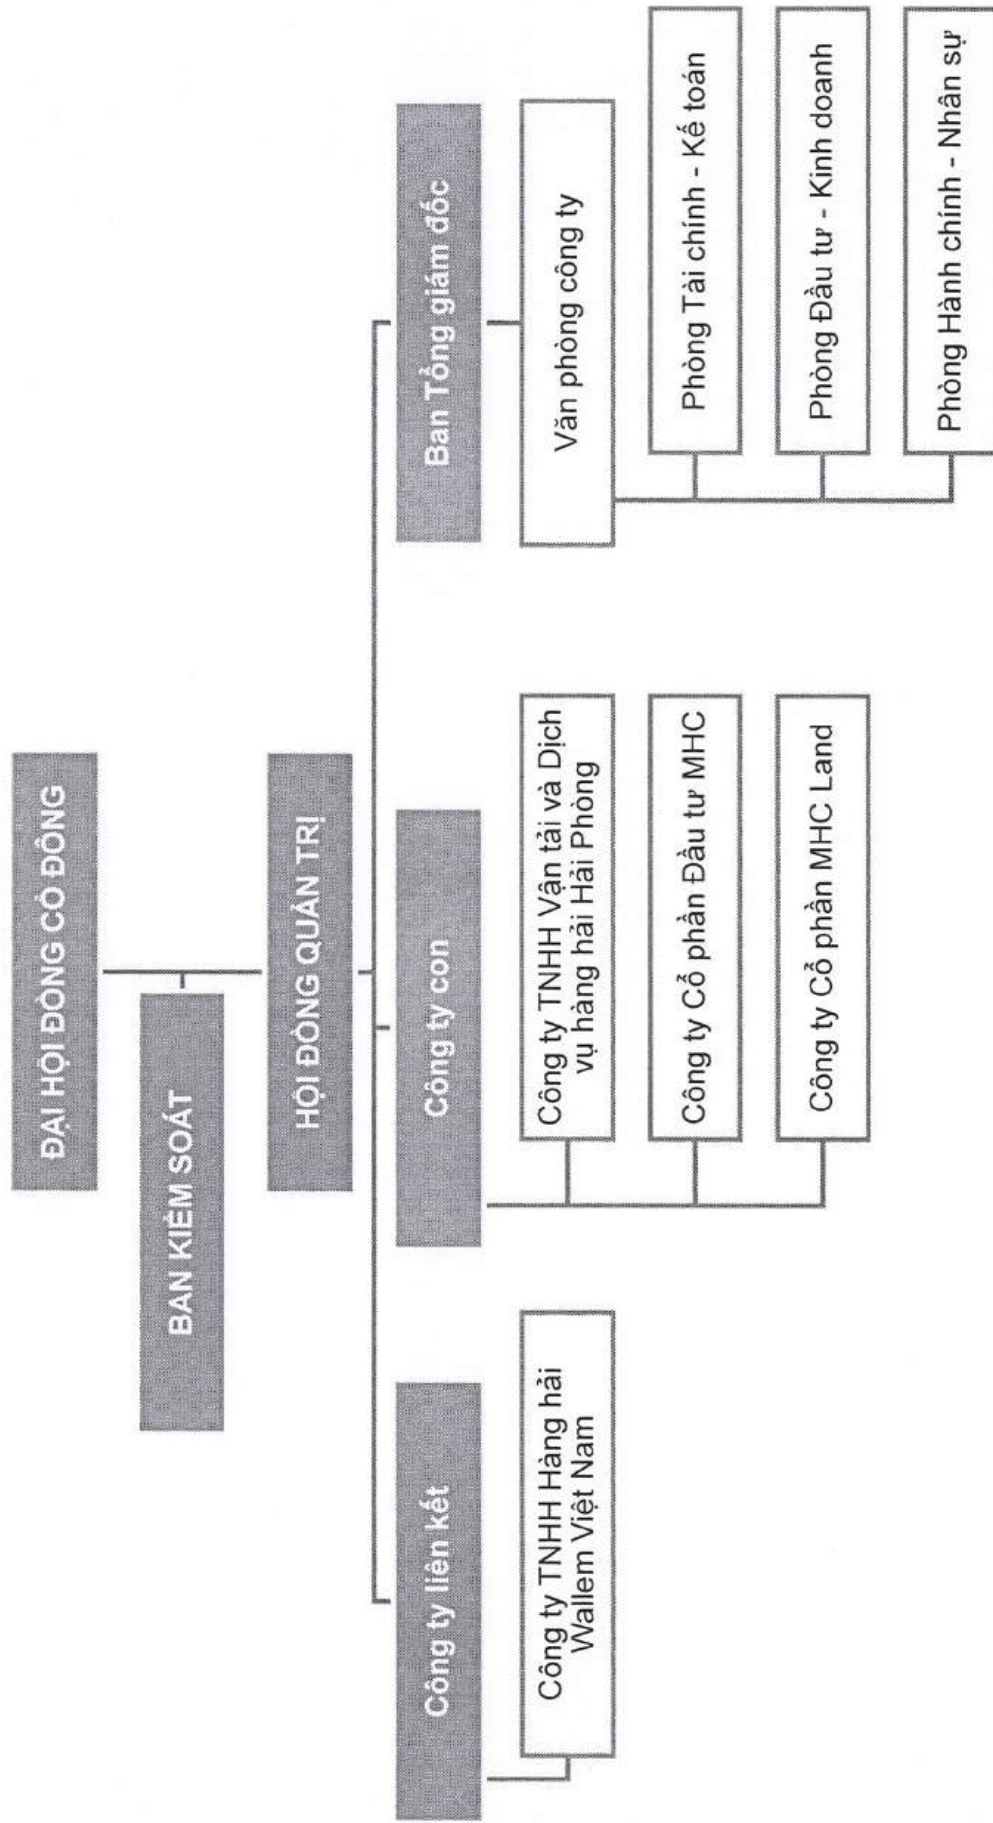 ĐẠI HỘI ĐỒNG CỔ ĐÔNG
BAN KIỂM SOÁT
HỘI ĐỒNG QUẢN TRỊ
Công ty liên kết
Công ty TNHH Hàng hải
Wallem Việt Nam
Công ty con
Công ty TNHH Vận tải và Dịch
vụ hàng hải Hải Phòng
Công ty Cổ phần Đầu tư MHC
Công ty Cổ phần MHC Land
Ban Tổng giám đốc
Văn phòng công ty
Phòng Tài chính - Kế toán
Phòng Đầu tư - Kinh doanh
Phòng Hành chính - Nhân sự